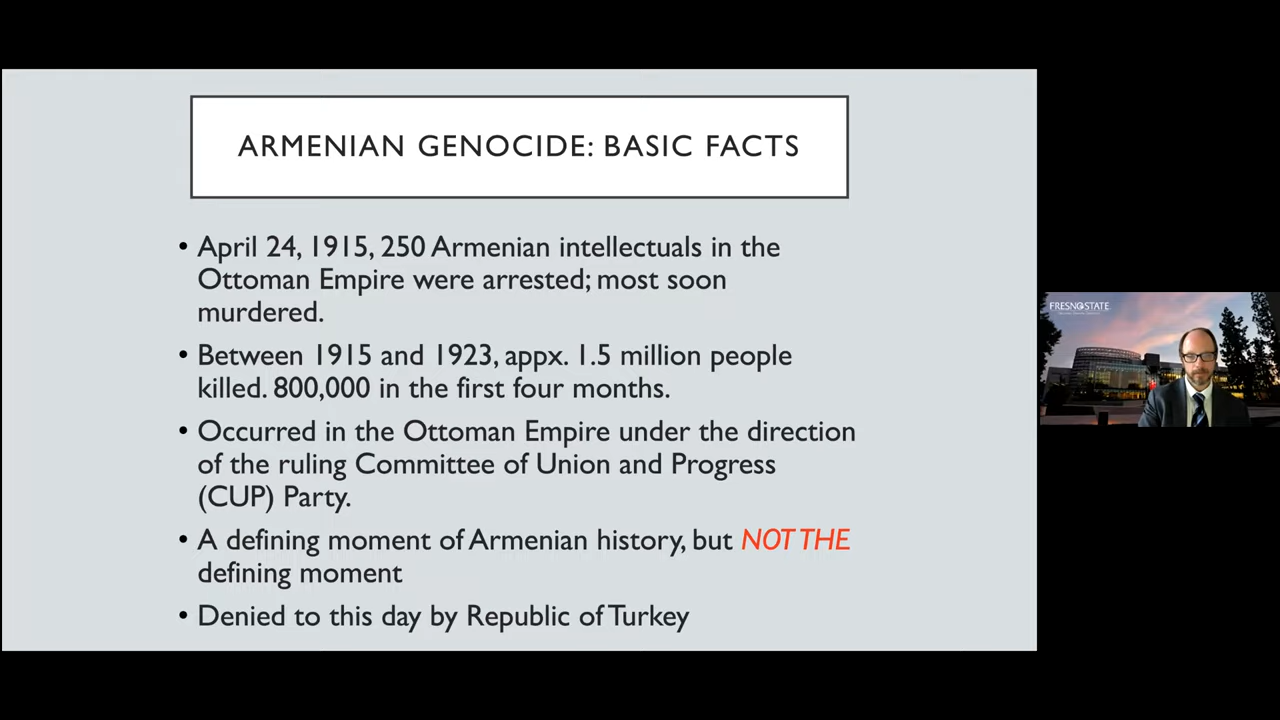 ARMENIAN GENOCIDE: BASIC FACTS
• April 24, 1915, 250 Armenian intellectuals in the
Ottoman Empire were arrested; most soon
murdered.
• Between 1915 and 1923, appx. 1.5 million people
killed. 800,000 in the first four months.
• Occurred in the Ottoman Empire under the direction
of the ruling Committee of Union and Progress
(CUP) Party.
• A defining moment of Armenian history, but NOT THE
defining moment
• Denied to this day by Republic of Turkey
FRESNO STATE